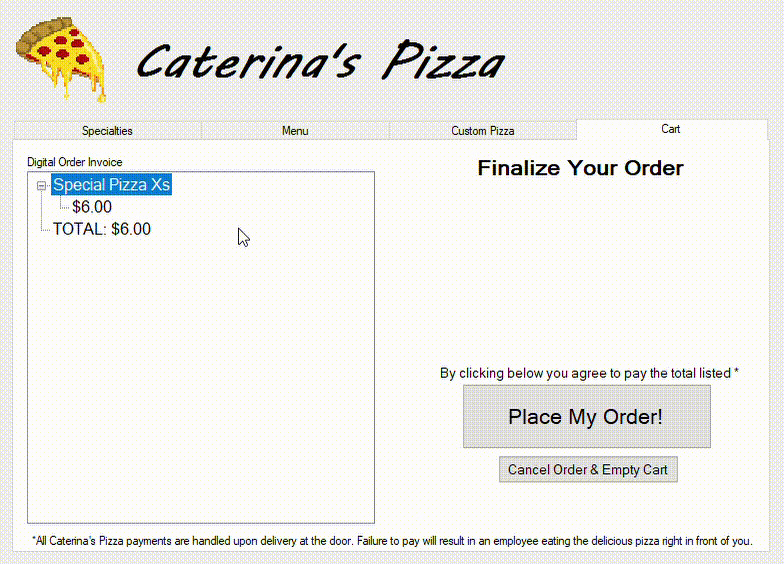 Caterina's Pizza
Specialties
Menu
Custom Pizza
Cart
Digital Order Invoice
Special Pizza Xs
$6.00
TOTAL: $6.00
Finalize Your Order
By clicking below you agree to pay the total listed *
Place My Order!
Cancel Order & Empty Cart
*All Caterina's Pizza payments are handled upon delivery at the door. Failure to pay will result in an employee eating the delicious pizza right in front of you.